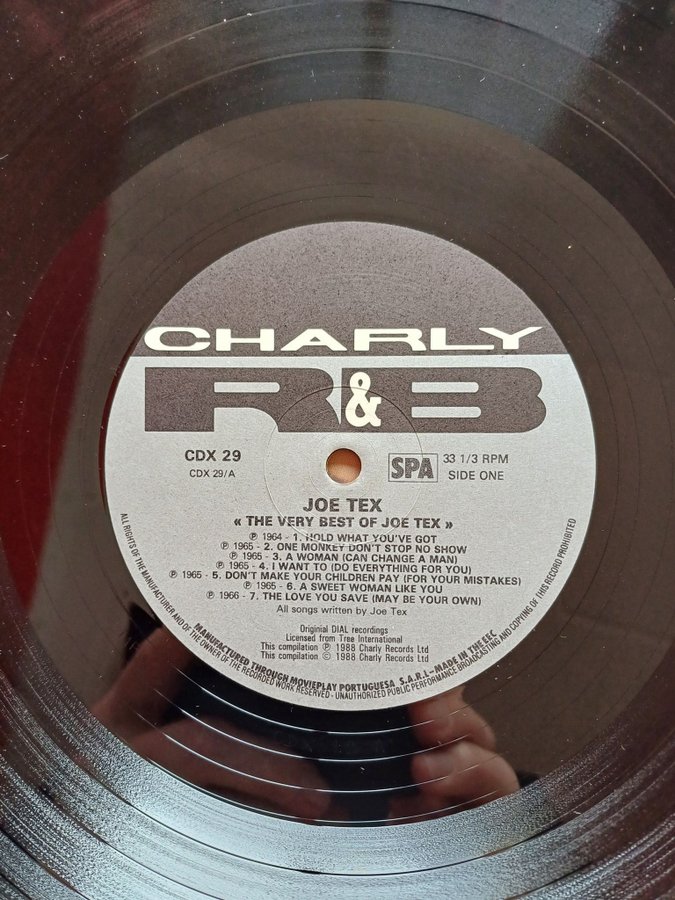 CHARLY
R&B
CDX 29
CDX 29/A
SPA
33 1/3 RPM
SIDE ONE
JOE TEX
« THE VERY BEST OF JOE TEX »
℗ 1964 - 1. HOLD WHAT YOU'VE GOT
℗ 1965 - 2. ONE MONKEY DON'T STOP NO SHOW
℗ 1965 - 3. A WOMAN (CAN CHANGE A MAN)
℗ 1965 - 4. I WANT TO (DO EVERYTHING FOR YOU)
℗ 1965 - 5. DON'T MAKE YOUR CHILDREN PAY (FOR YOUR MISTAKES)
℗ 1965 - 6. A SWEET WOMAN LIKE YOU
℗ 1966 - 7. THE LOVE YOU SAVE (MAY BE YOUR OWN)
All songs written by Joe Tex
Original DIAL recordings
Licensed from Tree International
This compilation ℗ 1988 Charly Records Ltd
This compilation © 1988 Charly Records Ltd
MANUFACTURED THROUGH MOVIEPLAY PORTUGUESA S.A.R.L-MADE IN THE EEC
ALL RIGHTS OF THE MANUFACTURER AND OF THE OWNER OF THE RECORDED WORK RESERVED - UNAUTHORIZED PUBLIC PERFORMANCE BROADCASTING AND COPYING OF THIS RECORD PROHIBITED